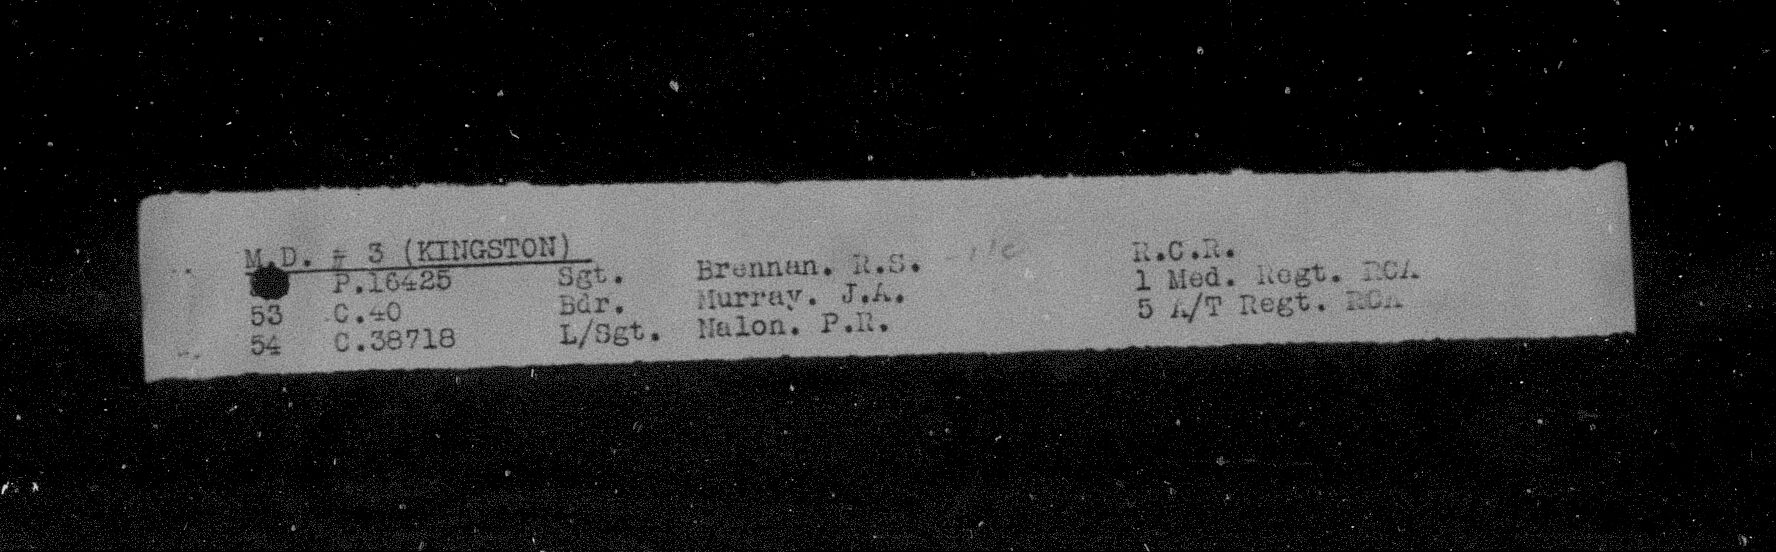 M.D. # 3 (KINGSTON)
P.16425 Sgt. Brennan. R.S. R.C.R.
53 C.40 Bdr. Murray. J.A. 1 Med. Regt. RCA
54 C.38718 L/Sgt. Nalon. P.R. 5 A/T Regt. RCA